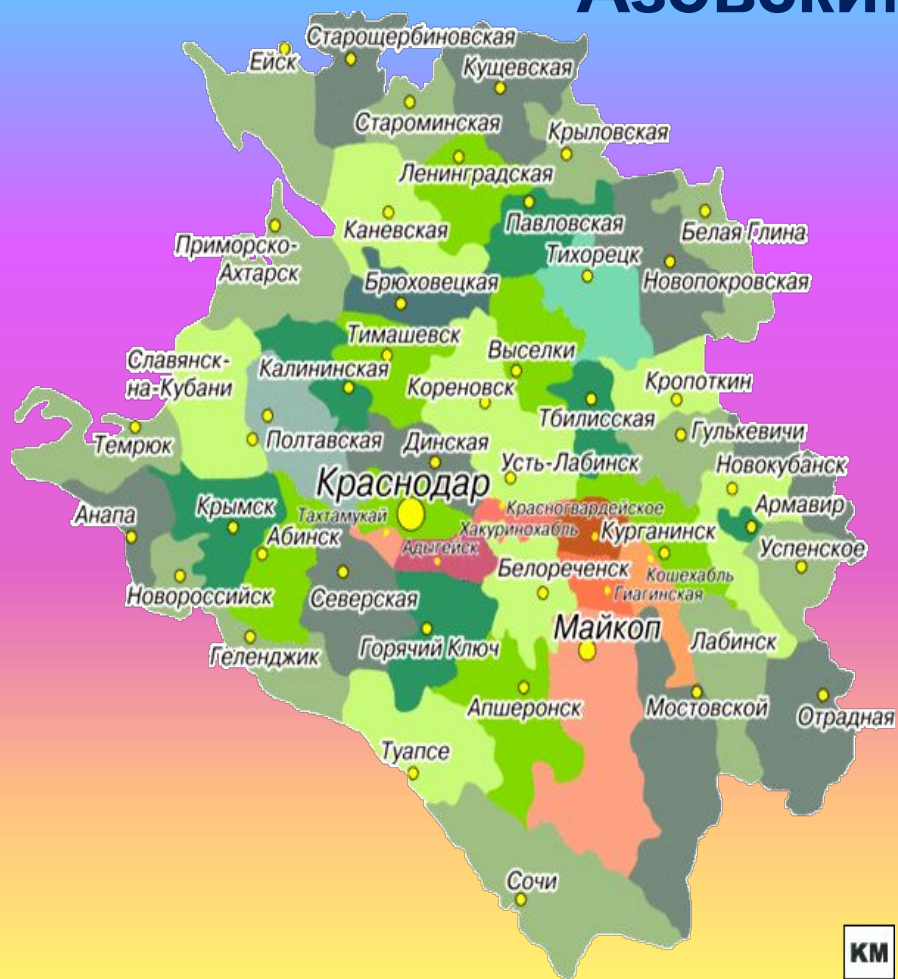 Азовски
Старощербиновская
Ейск
Кущевская
Староминская
Крыловская
Ленинградская
Каневская
Павловская
Белая Глина
Приморско-
Ахтарск
Тихорецк
Новопокровская
Брюховецкая
Тимашевск
Выселки
Славянск-
на-Кубани
Калининская
Кореновск
Кропоткин
Тбилисская
Гулькевичи
Темрюк
Полтавская
Динская
Усть-Лабинск
Новокубанск
Краснодар
Армавир
Анапа
Крымск
Тахтамукай
Красногвардейское
Хакуринохабль
Курганинск
Абинск
Адыгейск
Успенское
Белореченск
Кошехабль
Гиагинская
Новороссийск
Северская
Майкоп
Геленджик
Горячий Ключ
Лабинск
Апшеронск
Мостовской
Отрадная
Туапсе
Сочи
КМ